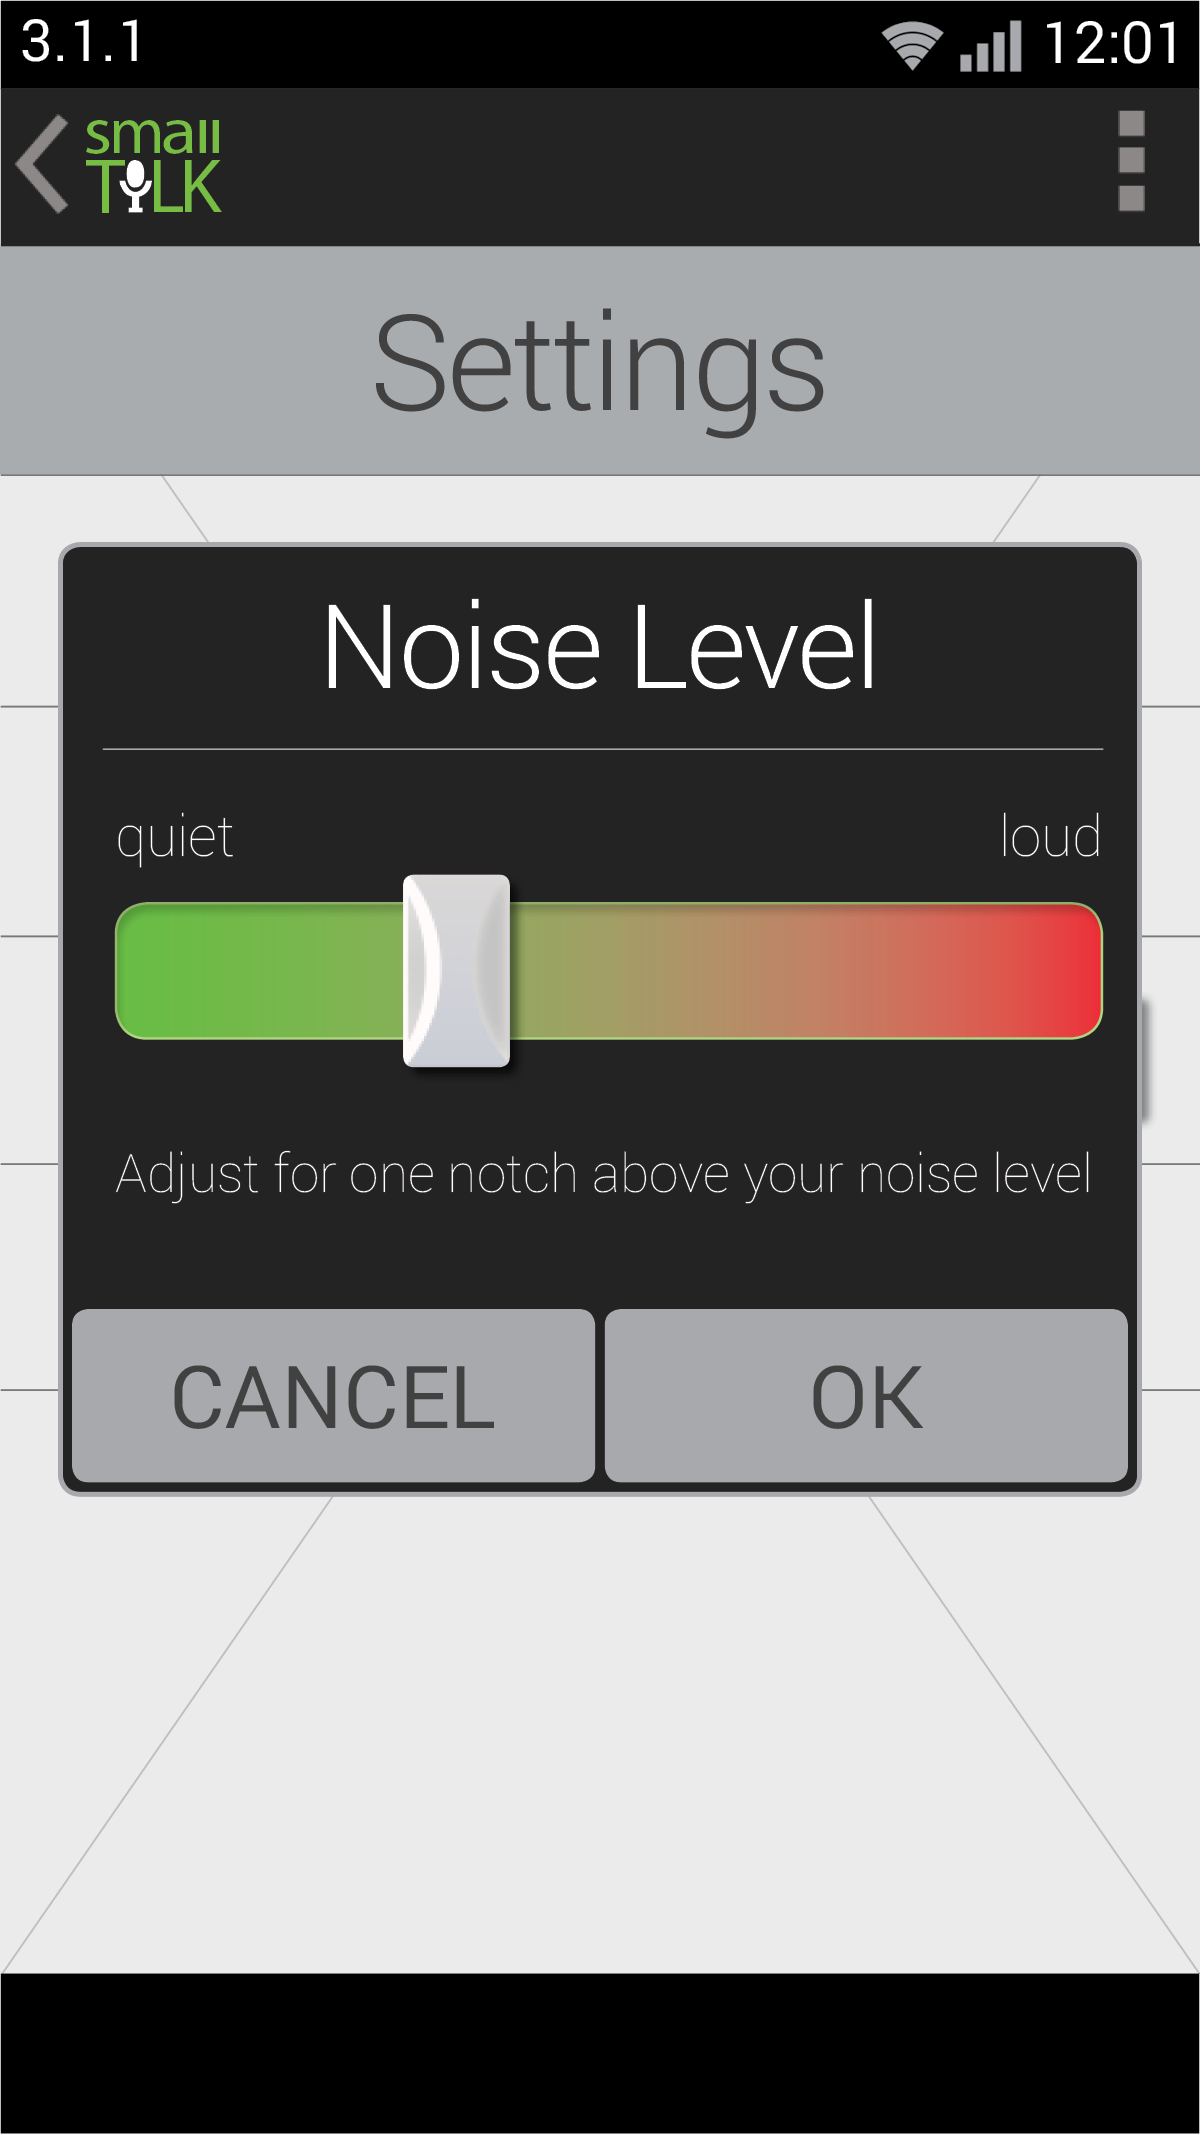 3.1.1 12:01
small
TALK
Settings
Noise Level
quiet loud
Adjust for one notch above your noise level
CANCEL OK